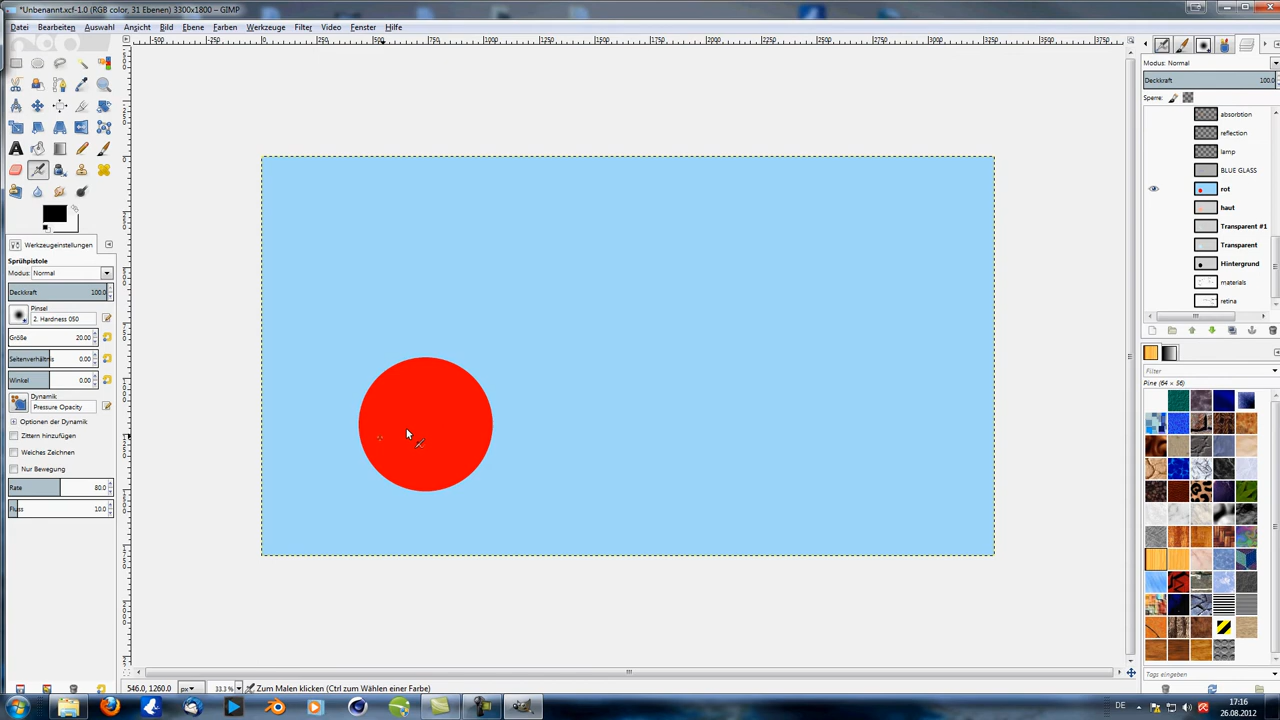 *Unbenannt.xcf-1.0 (RGB color, 31 Ebenen) 3300x1800 – GIMP
Datei Bearbeiten Auswahl Ansicht Bild Ebene Farben Werkzeuge Filter Video Fenster Hilfe
Modus: Normal
Deckkraft 100.0
Sperre:
absorbtion
reflection
lamp
BLUE GLASS
rot
haut
Transparent #1
Transparent
Hintergrund
materials
retina
Filter
Pine (64 × 56)
Tags eingeben
Werkzeugeinstellungen
Sprühpistole
Modus: Normal
Deckkraft 100.0
Pinsel
2. Hardness 050
Größe 20.00
Seitenverhältnis 0.00
Winkel 0.00
Dynamik
Pressure Opacity
Optionen der Dynamik
Zittern hinzufügen
Weiches Zeichnen
Nur Bewegung
Rate 80.0
Fluss 10.0
546.0, 1260.0 px 33.3 % Zum Malen klicken (Ctrl zum Wählen einer Farbe)
DE 17:16
26.08.2012